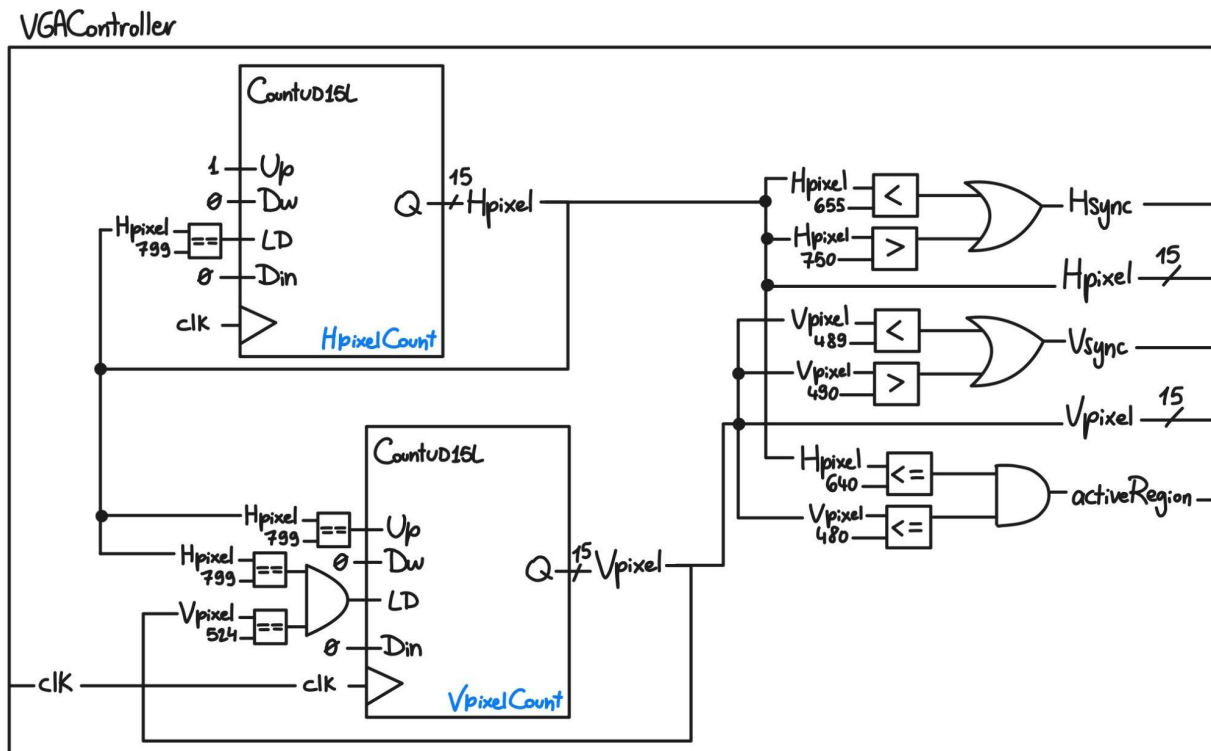 VGAController
CountUD15L
1 Up
0 Dw
Hpixel
799 == LD
0 Din
clk
HpixelCount
Q 15 Hpixel
Hpixel
655 <
Hpixel
750 >
Hsync
Hpixel 15
Vpixel
489 <
Vpixel
490 >
Vsync
Vpixel 15
Hpixel
640 <=
Vpixel
480 <=
activeRegion
CountUD15L
Hpixel
799 == Up
0 Dw
Hpixel
799 ==
LD
Vpixel
524 ==
0 Din
clk clk
VpixelCount
Q 15 Vpixel